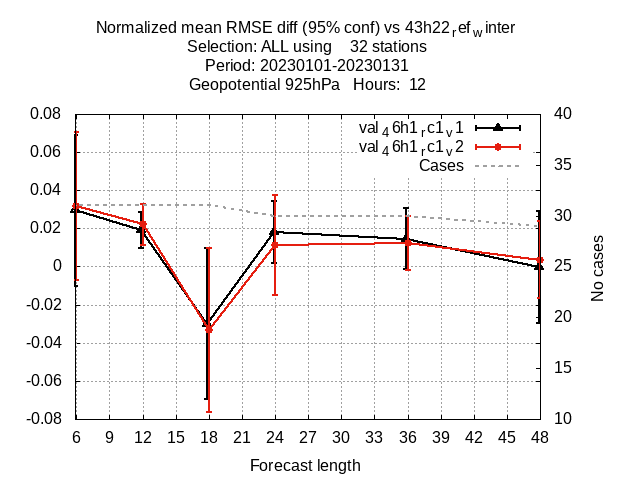 Normalized mean RMSE diff (95% conf) vs 43h22refwinter
Selection: ALL using    32 stations
Period: 20230101-20230131
Geopotential 925hPa   Hours:  12
val46h1rc1v1
val46h1rc1v2
Cases
0.08
0.06
0.04
0.02
0
-0.02
-0.04
-0.06
-0.08
40
35
30
25
20
15
10
No cases
6 9 12 15 18 21 24 27 30 33 36 39 42 45 48
Forecast length